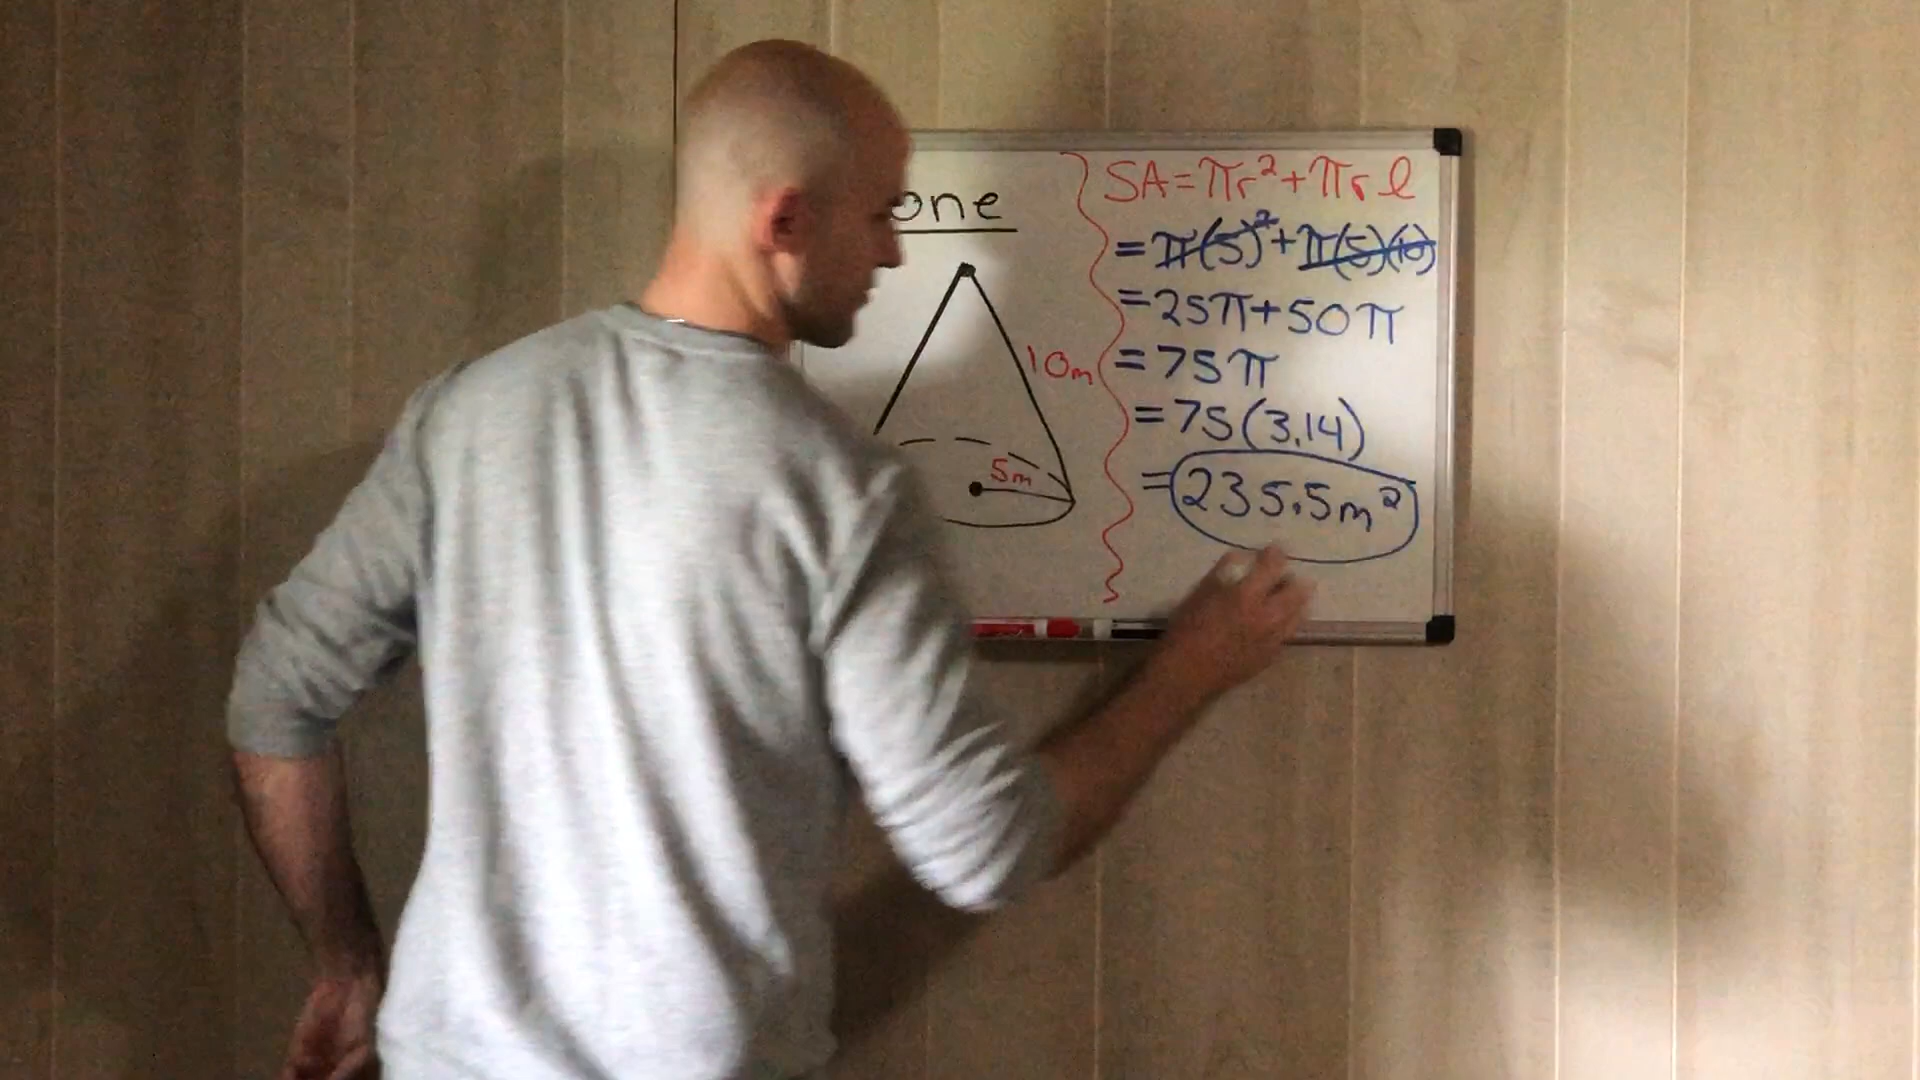 one
10m
5m
SA=πr²+πrl
=π(5)²+π(5)(10)
=25π+50π
=75π
=75(3.14)
=235.5m²